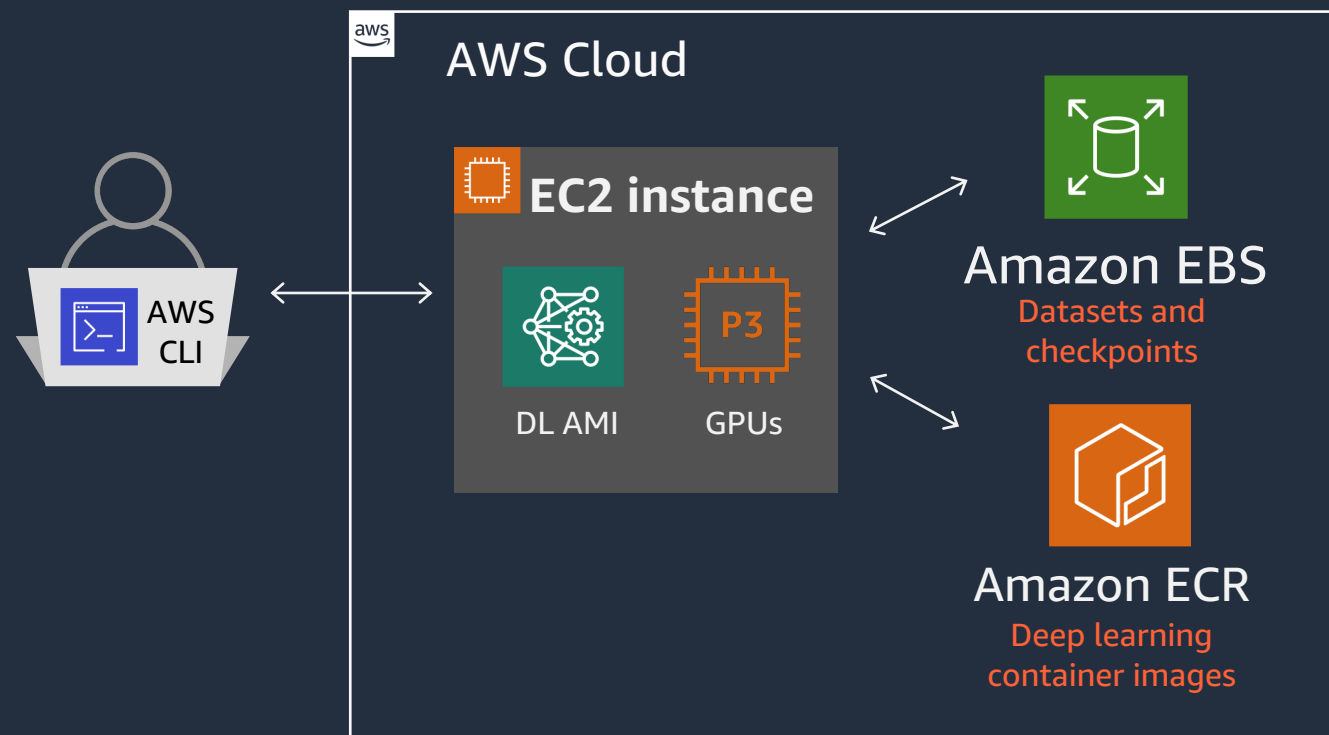 aws
AWS Cloud
AWS
CLI
EC2 instance
DL AMI
P3
GPUs
Amazon EBS
Datasets and
checkpoints
Amazon ECR
Deep learning
container images